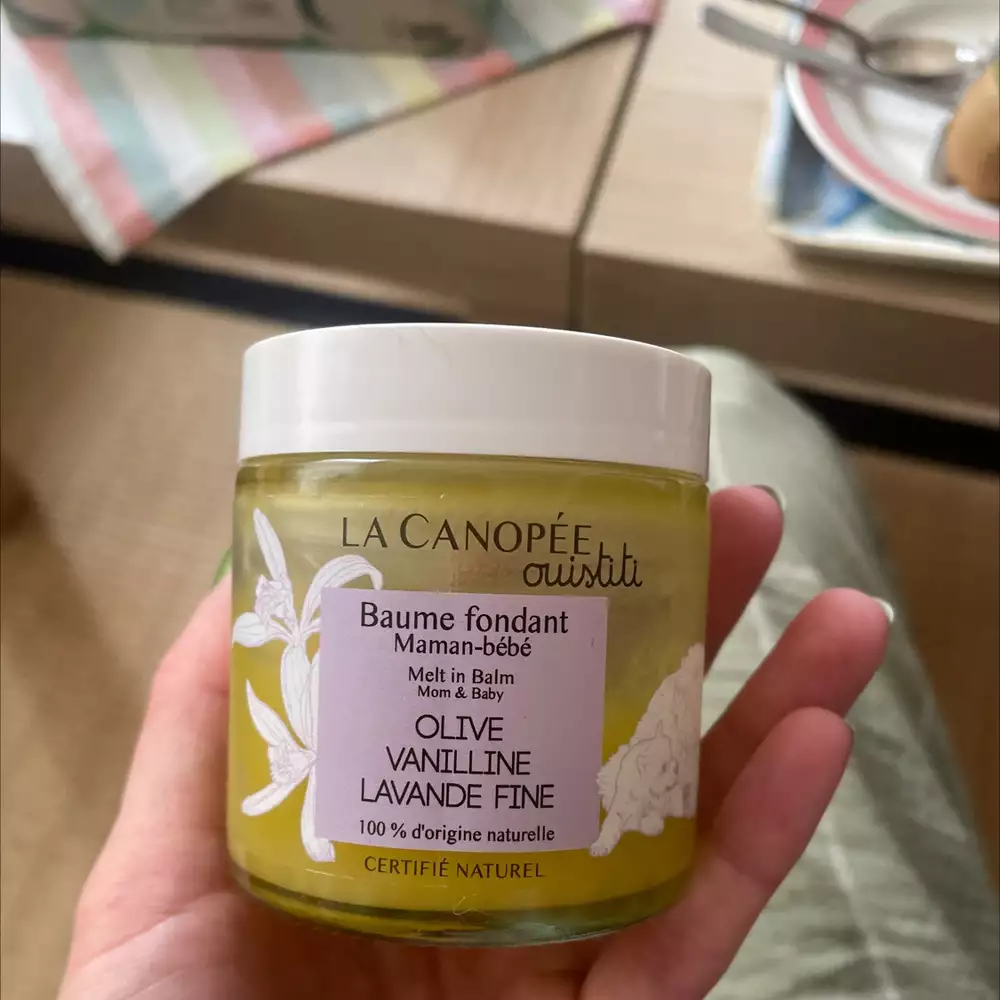 LA CANOPÉE
ouistiti
Baume fondant
Maman-bébé
Melt in Balm
Mom & Baby
OLIVE
VANILLINE
LAVANDE FINE
100 % d'origine naturelle
CERTIFIÉ NATUREL